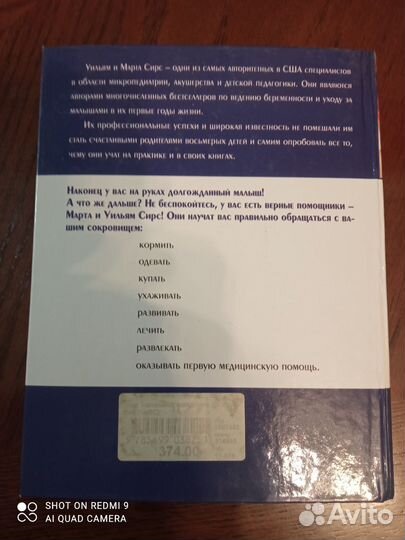 Уильям и Марта Сирс – одни из самых авторитетных в США специалистов
в области микропедиатрии, акушерства и детской педагогики. Они являются
авторами многочисленных бестселлеров по ведению беременности и уходу за
малышами в их первые годы жизни.
Их профессиональные успехи и широкая известность не помешали им
стать счастливыми родителями восьмерых детей и самим опробовать все то,
чему они учат на практике и в своих книгах.
Наконец у вас на руках долгожданный малыш!
А что же дальше? Не беспокойтесь, у вас есть верные помощники –
Марта и Уильям Сирс! Они научат вас правильно обращаться с ва-
шим сокровищем:
кормить
одевать
купать
ухаживать
развивать
лечить
развлекать
оказывать первую медицинскую помощь.
374.00
SHOT ON REDMI 9
AI QUAD CAMERA
Avito